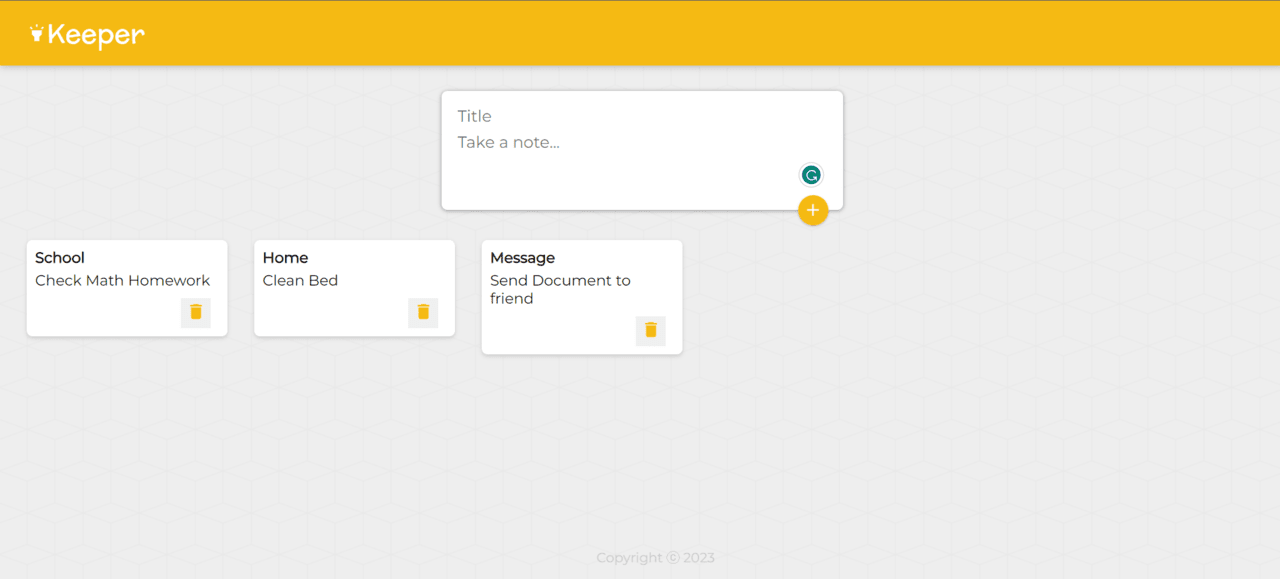 Keeper
Title
Take a note...
School
Check Math Homework
Home
Clean Bed
Message
Send Document to
friend
Copyright ⓒ 2023